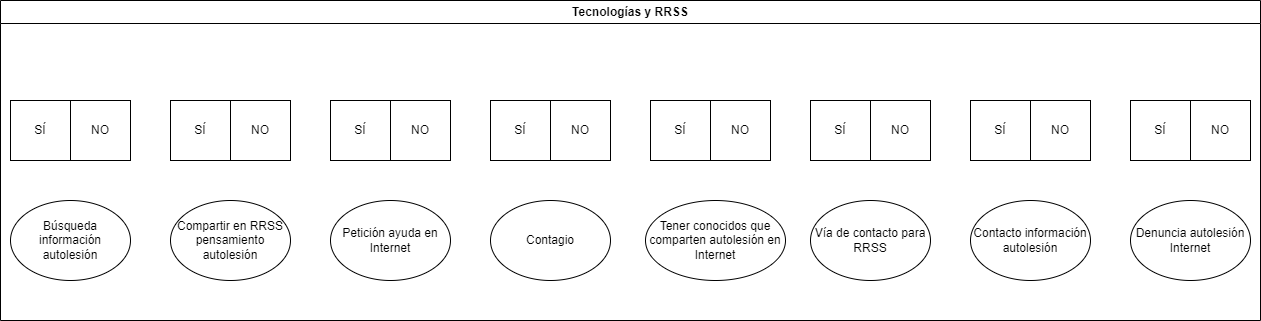 Tecnologías y RRSS
SÍ NO SÍ NO SÍ NO SÍ NO SÍ NO SÍ NO SÍ NO SÍ NO
Búsqueda
información
autolesión
Compartir en RRSS
pensamiento
autolesión
Petición ayuda en
Internet
Contagio
Tener conocidos que
comparten autolesión en
Internet
Vía de contacto para
RRSS
Contacto información
autolesión
Denuncia autolesión
Internet